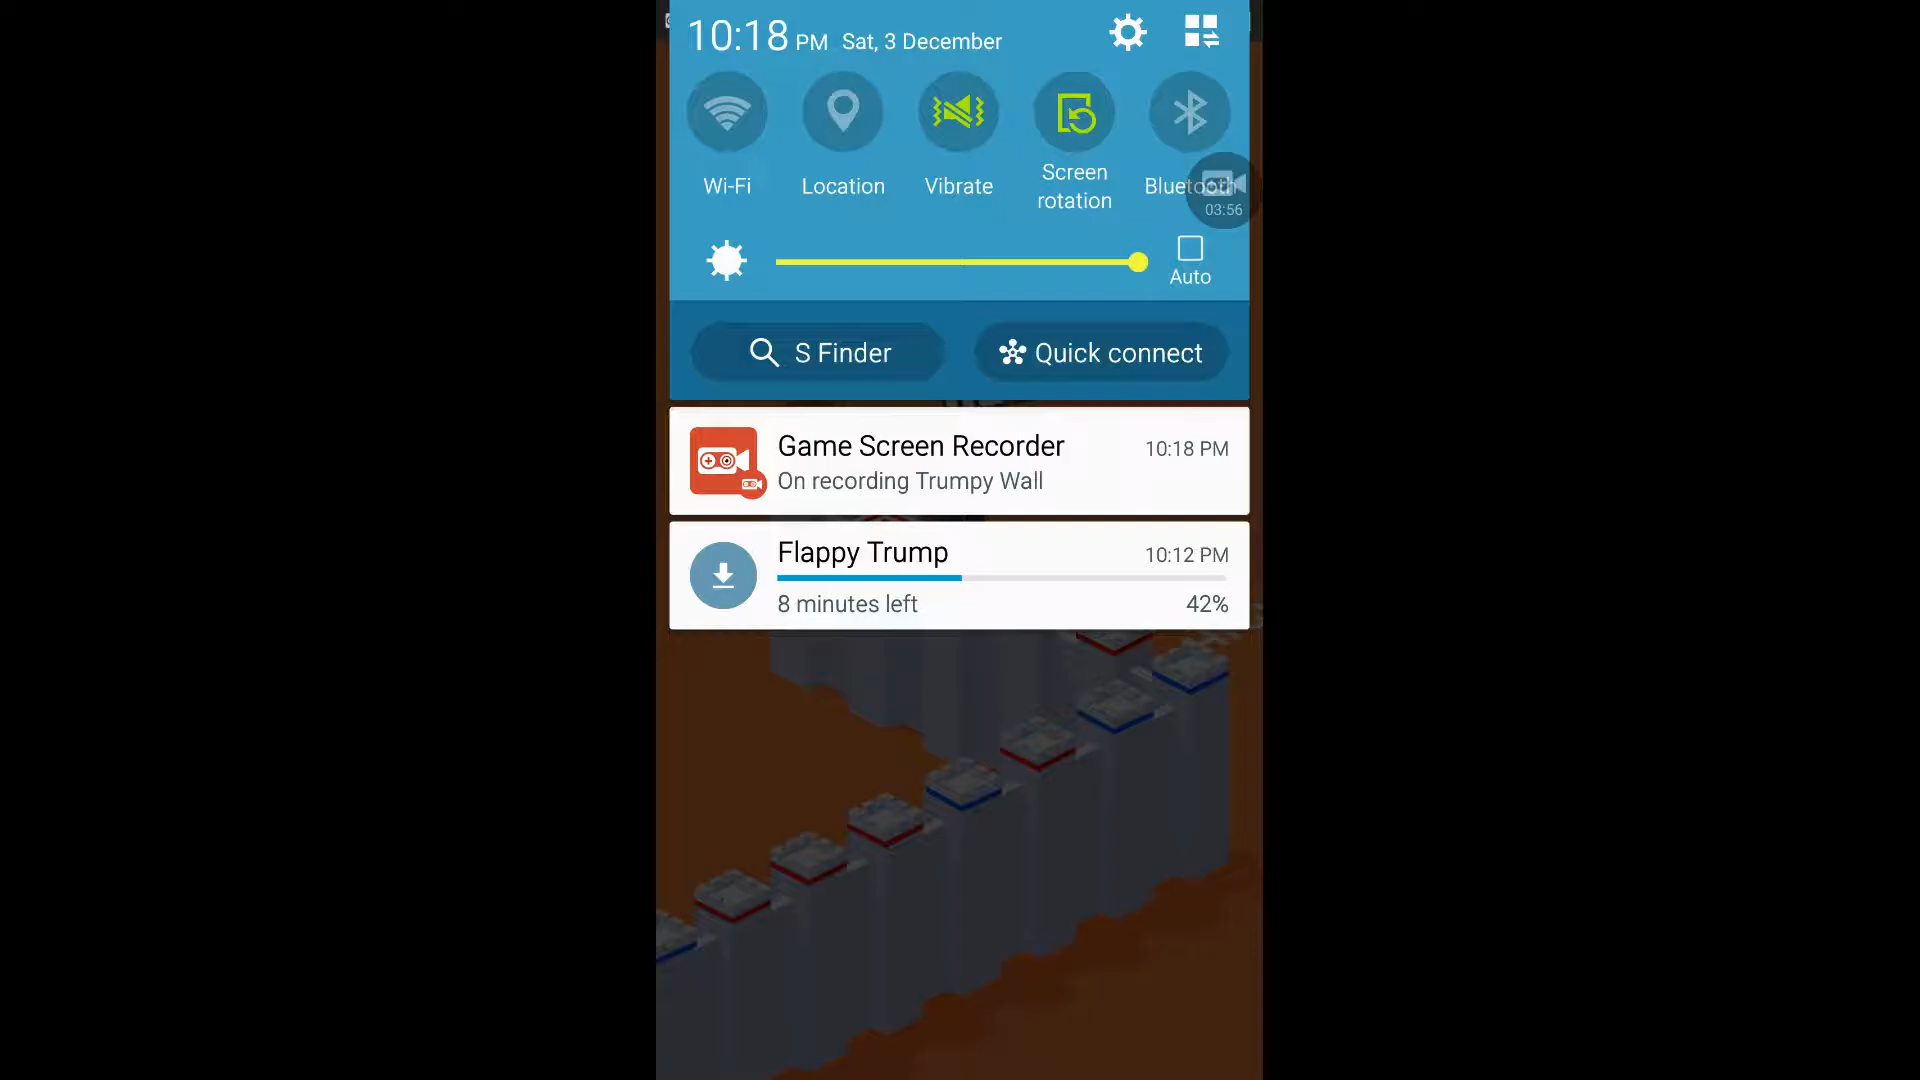 10:18 PM Sat, 3 December
Wi-Fi
Location
Vibrate
Screen
rotation
Bluetooth
03:56
Auto
S Finder
Quick connect
Game Screen Recorder 10:18 PM
On recording Trumpy Wall
Flappy Trump 10:12 PM
8 minutes left 42%